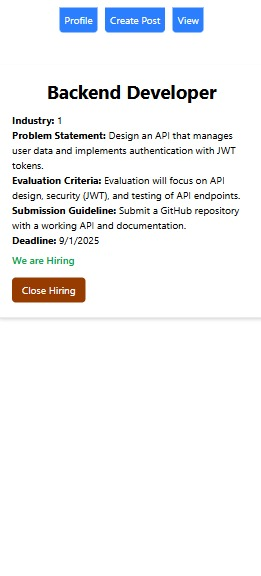 Profile Create Post View
Backend Developer
Industry: 1
Problem Statement: Design an API that manages
user data and implements authentication with JWT
tokens.
Evaluation Criteria: Evaluation will focus on API
design, security (JWT), and testing of API endpoints.
Submission Guideline: Submit a GitHub repository
with a working API and documentation.
Deadline: 9/1/2025
We are Hiring
Close Hiring